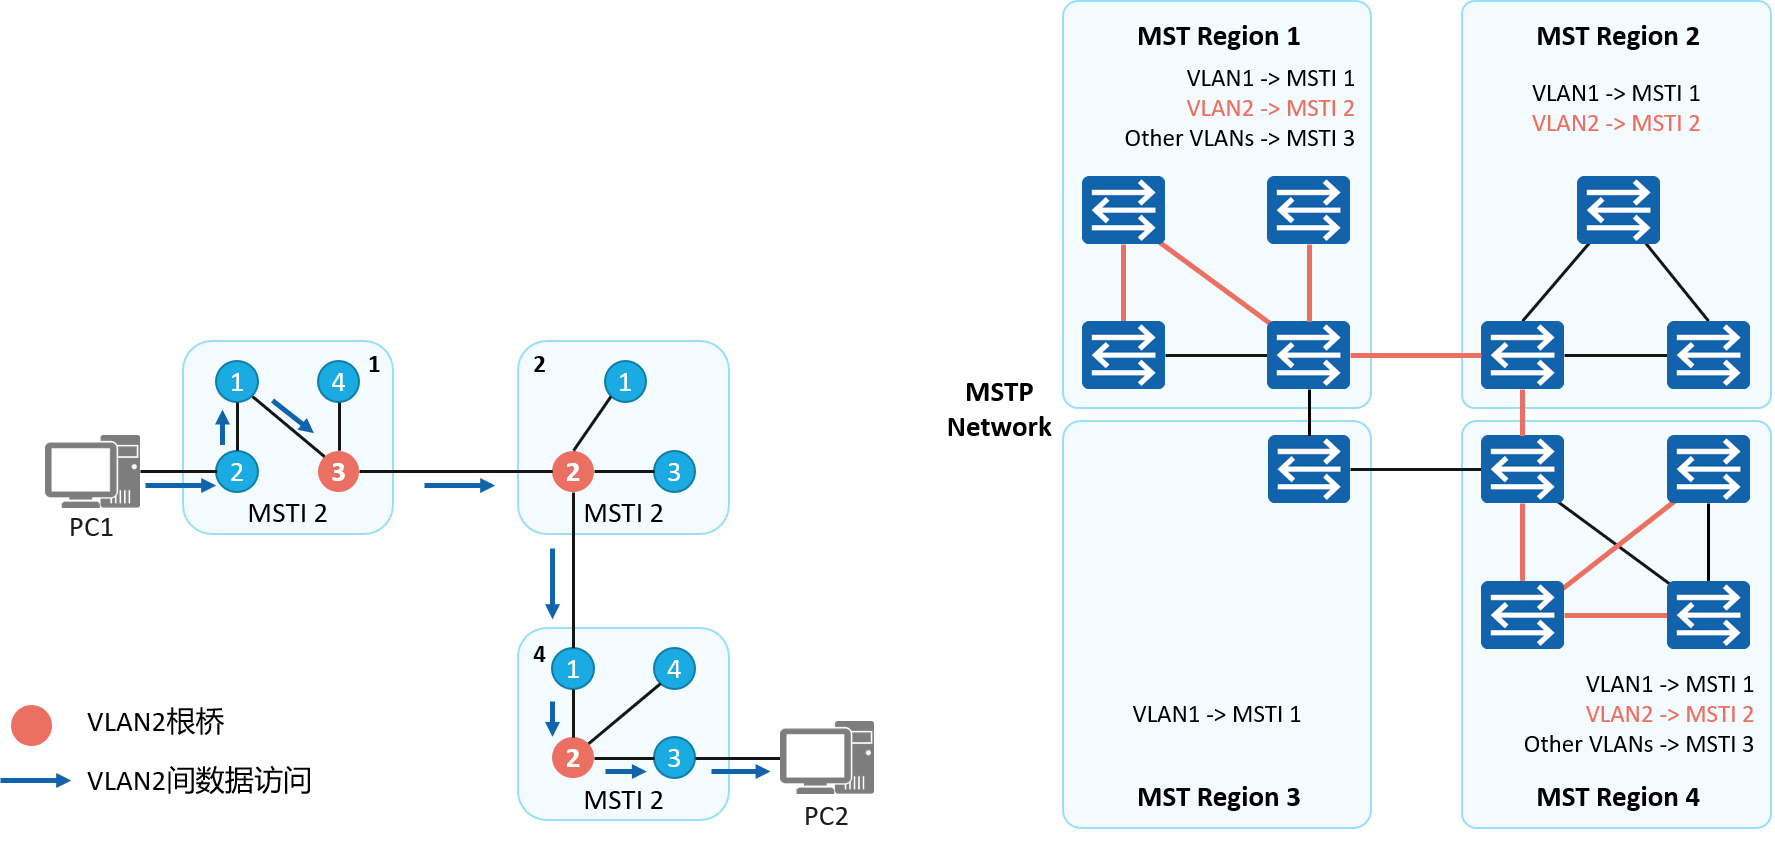 1
4
1
2
3
MSTI 2
PC1
2
1
2
3
MSTI 2
4
1
4
2
3
MSTI 2
PC2
VLAN2根桥
VLAN2间数据访问
MSTP
Network
MST Region 1
VLAN1 -> MSTI 1
VLAN2 -> MSTI 2
Other VLANs -> MSTI 3
MST Region 2
VLAN1 -> MSTI 1
VLAN2 -> MSTI 2
VLAN1 -> MSTI 1
MST Region 3
VLAN1 -> MSTI 1
VLAN2 -> MSTI 2
Other VLANs -> MSTI 3
MST Region 4